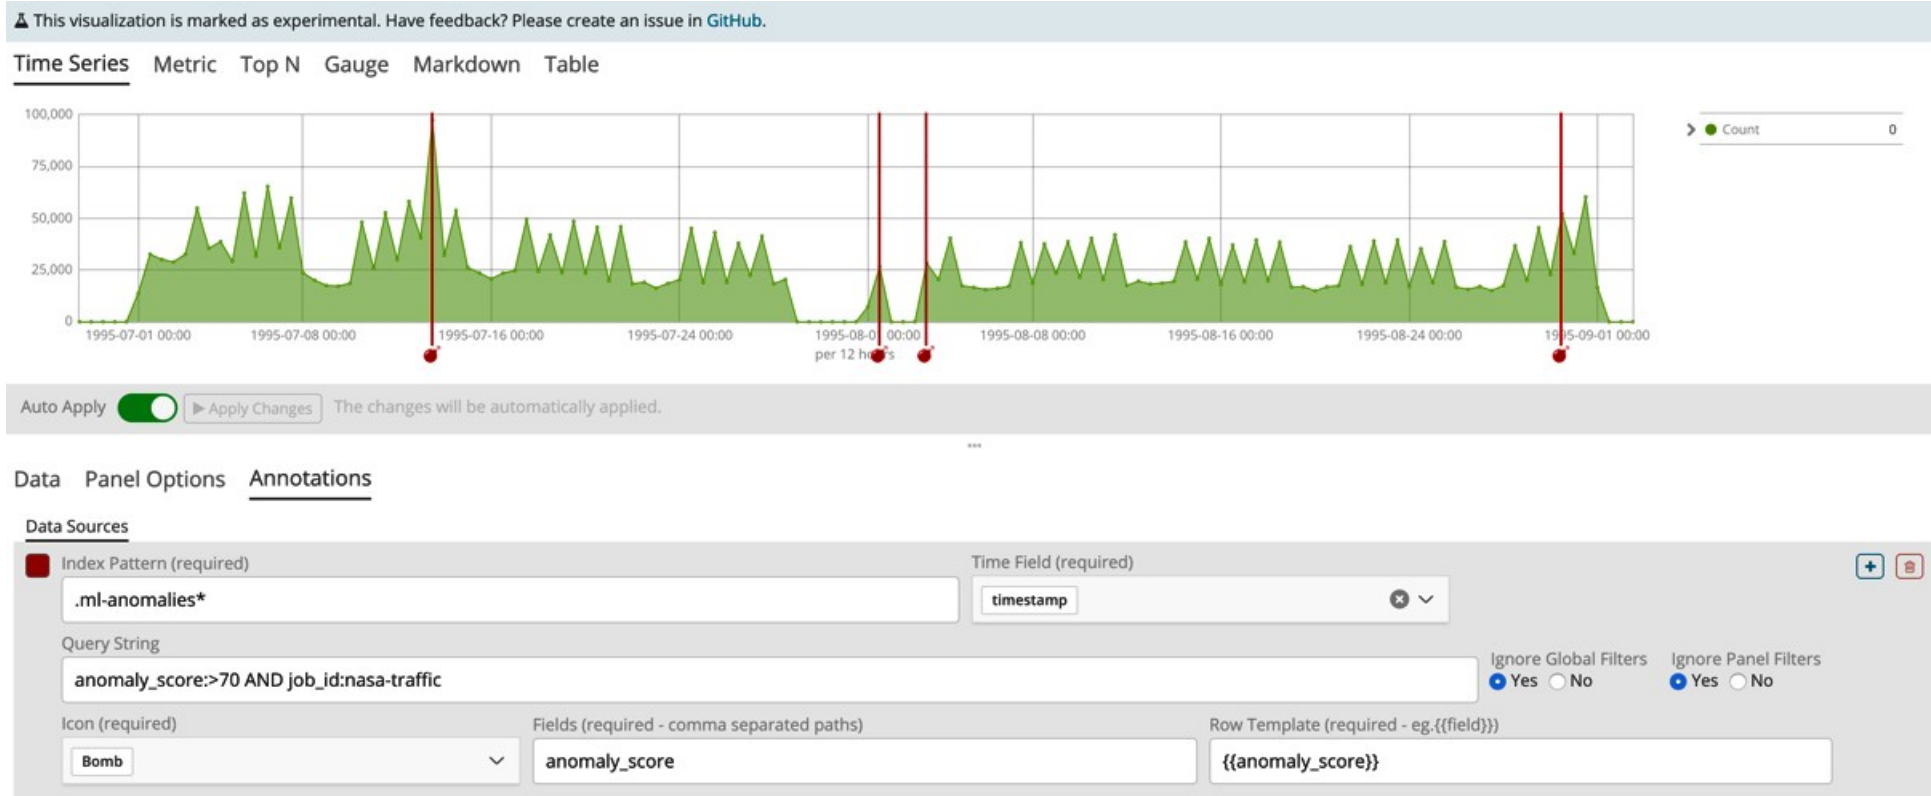 This visualization is marked as experimental. Have feedback? Please create an issue in GitHub.
Time Series Metric Top N Gauge Markdown Table
100,000
75,000
50,000
25,000
0
Count 0
1995-07-01 00:00 1995-07-08 00:00 1995-07-16 00:00 1995-07-24 00:00 1995-08-0 00:00 1995-08-08 00:00 1995-08-16 00:00 1995-08-24 00:00 1995-09-01 00:00
per 12 hours
Auto Apply Apply Changes The changes will be automatically applied.
Data Panel Options Annotations
Data Sources
Index Pattern (required) Time Field (required)
.ml-anomalies* timestamp
Query String
Ignore Global Filters Ignore Panel Filters
anomaly_score:>70 AND job_id:nasa-traffic Yes No Yes No
Icon (required) Fields (required - comma separated paths) Row Template (required - eg.{{field}})
Bomb anomaly_score {{anomaly_score}}